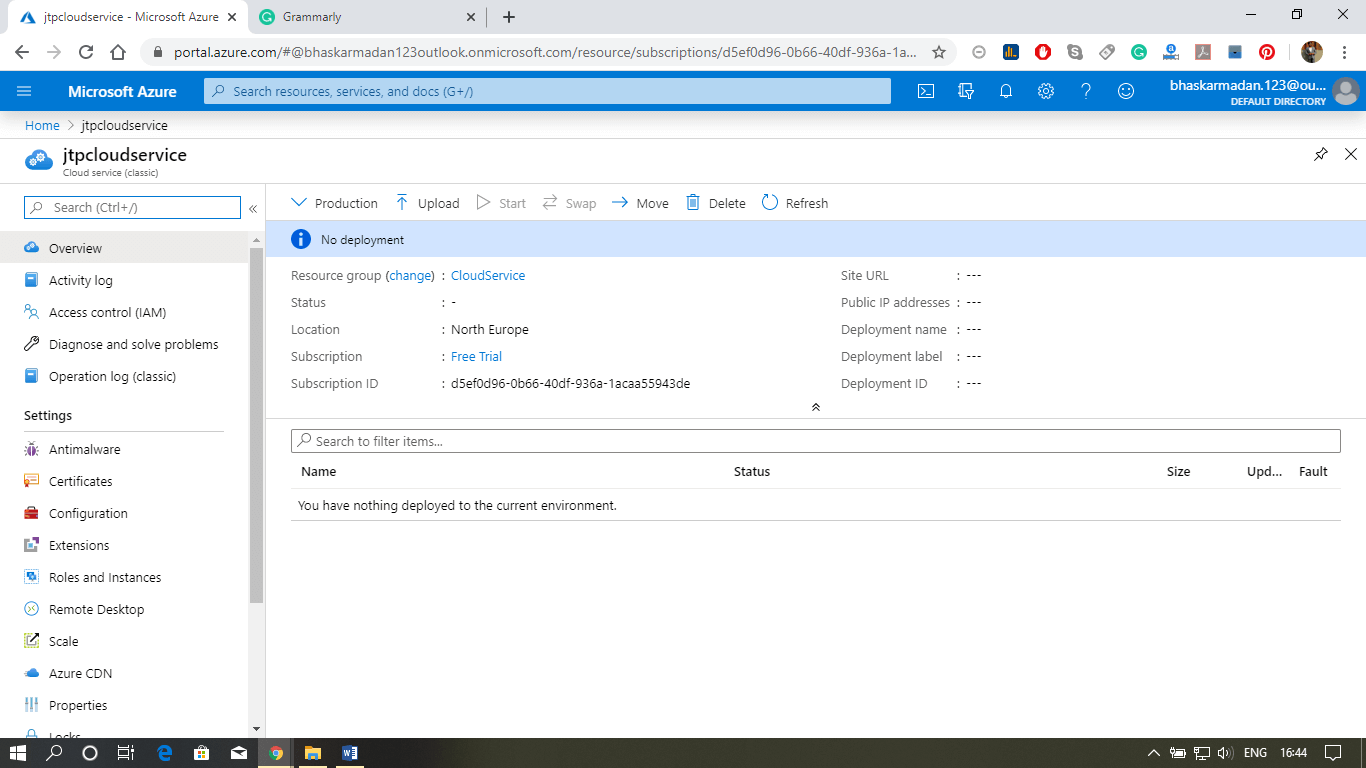 jtpcloudservice - Microsoft Azure
Grammarly
portal.azure.com/#@bhaskarmadan123outlook.onmicrosoft.com/resource/subscriptions/d5ef0d96-0b66-40df-936a-1a...
Microsoft Azure
Search resources, services, and docs (G+/)
bhaskarmadan.123@ou...
DEFAULT DIRECTORY
Home > jtpcloudservice
jtpcloudservice
Cloud service (classic)
Search (Ctrl+/)
«
Production Upload Start Swap Move Delete Refresh
No deployment
Overview
Activity log
Access control (IAM)
Diagnose and solve problems
Operation log (classic)
Settings
Antimalware
Certificates
Configuration
Extensions
Roles and Instances
Remote Desktop
Scale
Azure CDN
Properties
Locks
Resource group (change) : CloudService
Status : -
Location : North Europe
Subscription : Free Trial
Subscription ID : d5ef0d96-0b66-40df-936a-1acaa55943de
Site URL : ---
Public IP addresses : ---
Deployment name : ---
Deployment label : ---
Deployment ID : ---
Search to filter items...
Name Status Size Upd... Fault
You have nothing deployed to the current environment.
ENG 16:44